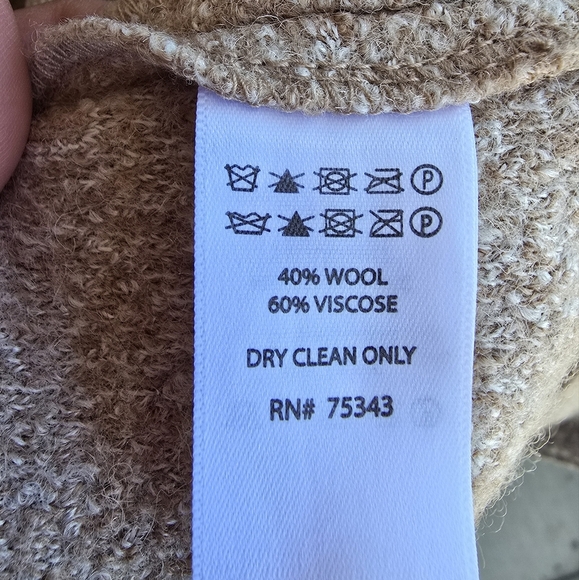 P
P
40% WOOL
60% VISCOSE
DRY CLEAN ONLY
RN# 75343